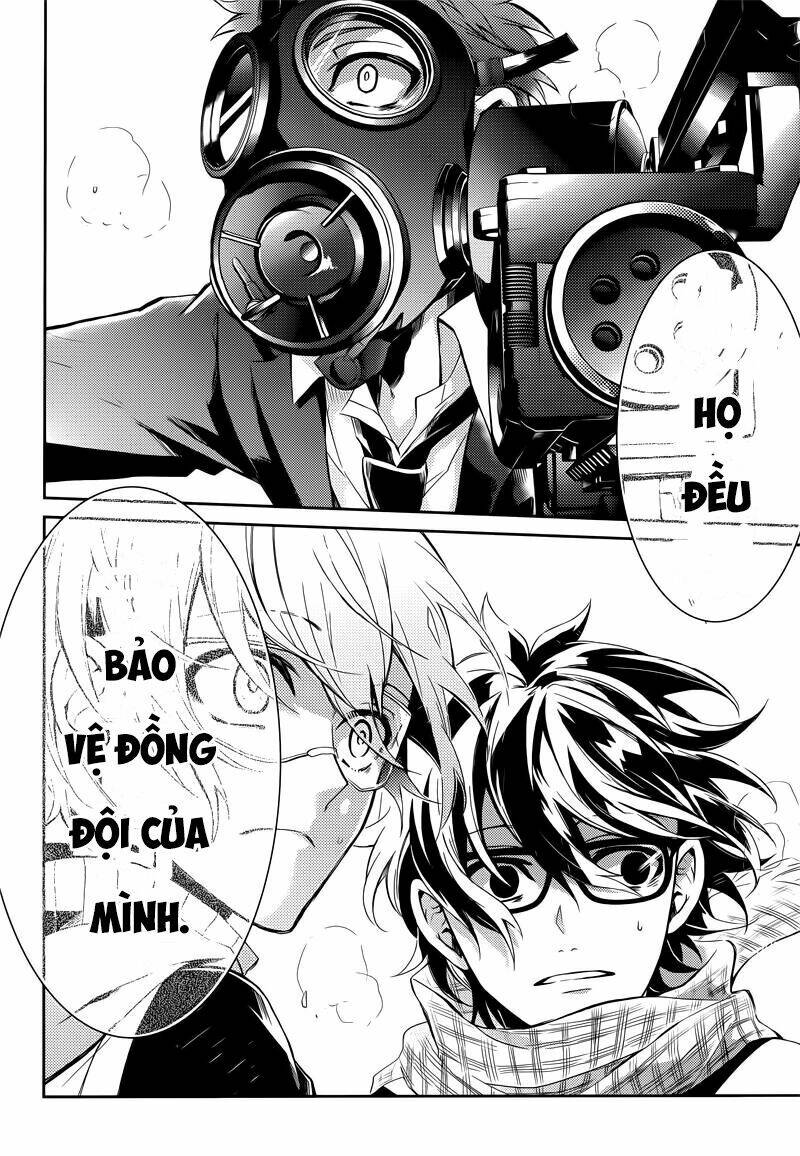 HỌ
ĐỀU
BẢO
VỆ ĐỒNG
ĐỘI CỦA
MÌNH.